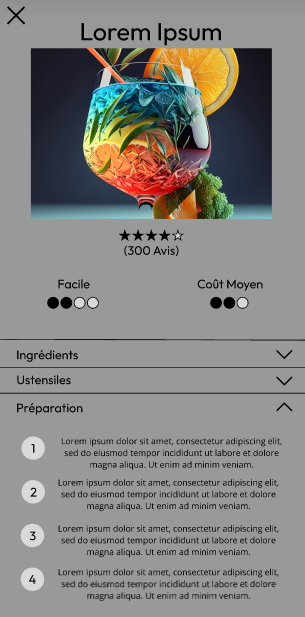 Lorem Ipsum
(300 Avis)
Facile
Coût Moyen
Ingrédients
Ustensiles
Préparation
1
Lorem ipsum dolor sit amet, consectetur adipiscing elit,
sed do eiusmod tempor incididunt ut labore et dolore
magna aliqua. Ut enim ad minim veniam.
2
Lorem ipsum dolor sit amet, consectetur adipiscing elit,
sed do eiusmod tempor incididunt ut labore et dolore
magna aliqua. Ut enim ad minim veniam.
3
Lorem ipsum dolor sit amet, consectetur adipiscing elit,
sed do eiusmod tempor incididunt ut labore et dolore
magna aliqua. Ut enim ad minim veniam.
4
Lorem ipsum dolor sit amet, consectetur adipiscing elit,
sed do eiusmod tempor incididunt ut labore et dolore
magna aliqua. Ut enim ad minim veniam.